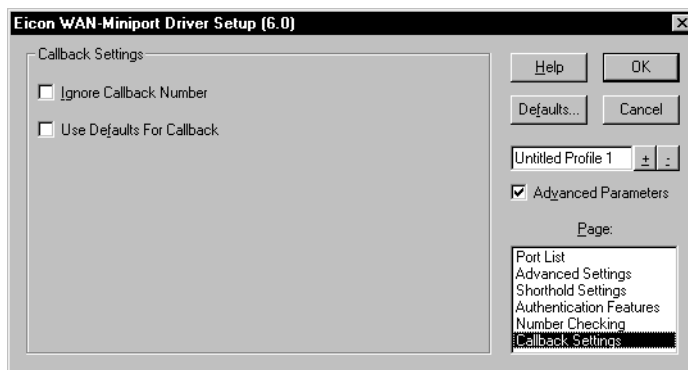 Eicon WAN-Miniport Driver Setup (6.0)
Callback Settings
Ignore Callback Number
Use Defaults For Callback
Help
OK
Defaults...
Cancel
Untitled Profile 1
+
-
Advanced Parameters
Page:
Port List
Advanced Settings
Shorthold Settings
Authentication Features
Number Checking
Callback Settings